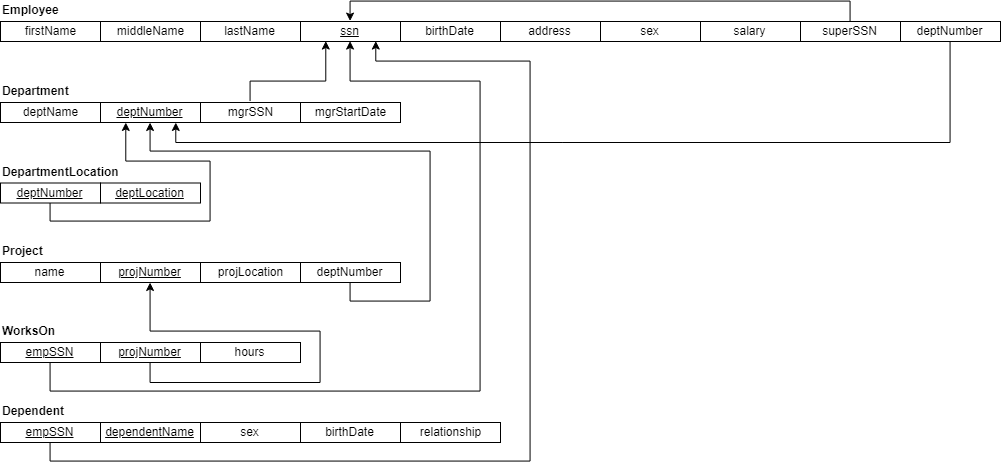 Employee
firstName middleName lastName ssn birthDate address sex salary superSSN deptNumber
Department
deptName deptNumber mgrSSN mgrStartDate
DepartmentLocation
deptNumber deptLocation
Project
name projNumber projLocation deptNumber
WorksOn
empSSN projNumber hours
Dependent
empSSN dependentName sex birthDate relationship